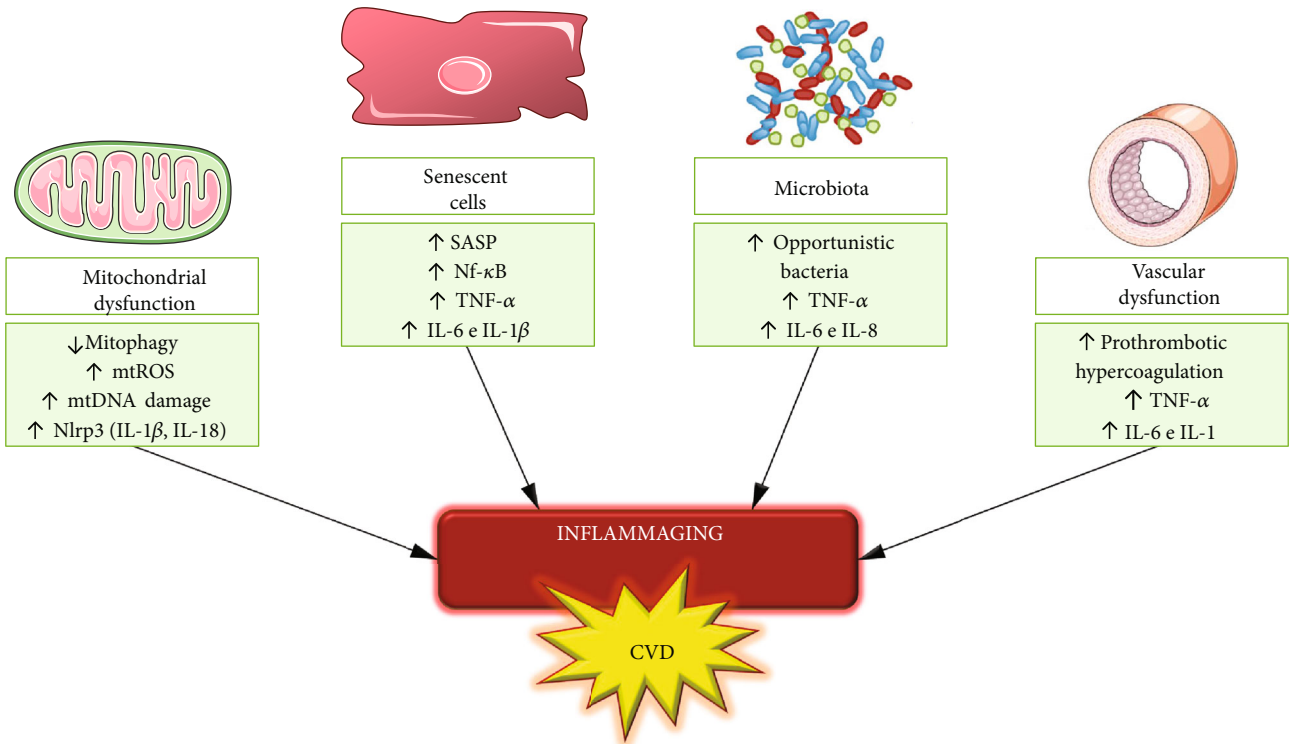 Mitochondrial
dysfunction
↓Mitophagy
↑ mtROS
↑ mtDNA damage
↑ Nlrp3 (IL-1β, IL-18)
Senescent
cells
↑ SASP
↑ Nf-κB
↑ TNF-α
↑ IL-6 e IL-1β
Microbiota
↑ Opportunistic
bacteria
↑ TNF-α
↑ IL-6 e IL-8
Vascular
dysfunction
↑ Prothrombotic
hypercoagulation
↑ TNF-α
↑ IL-6 e IL-1
INFLAMMAGING
CVD